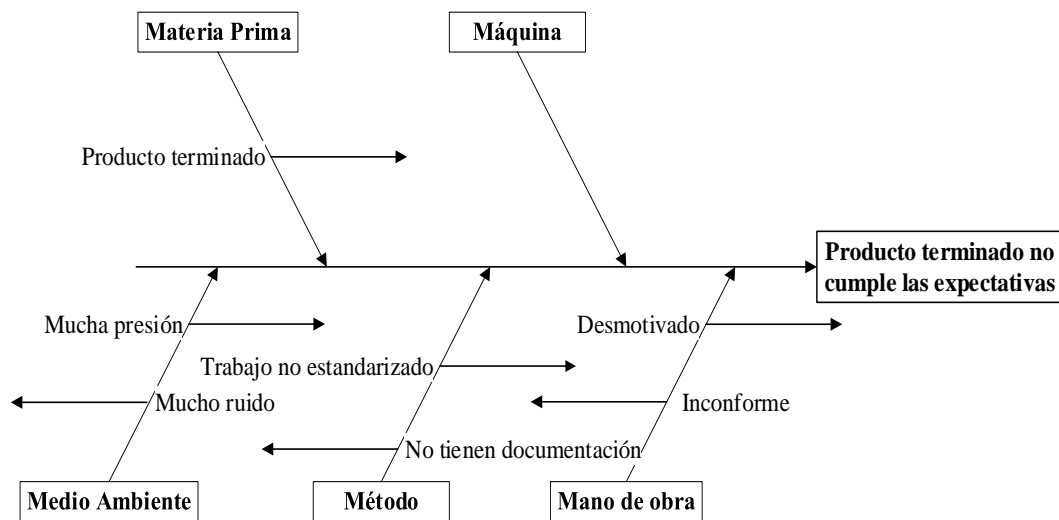 Materia Prima
Máquina
Producto terminado
Producto terminado no
cumple las expectativas
Mucha presión
Desmotivado
Trabajo no estandarizado
Mucho ruido
Inconforme
No tienen documentación
Medio Ambiente
Método
Mano de obra